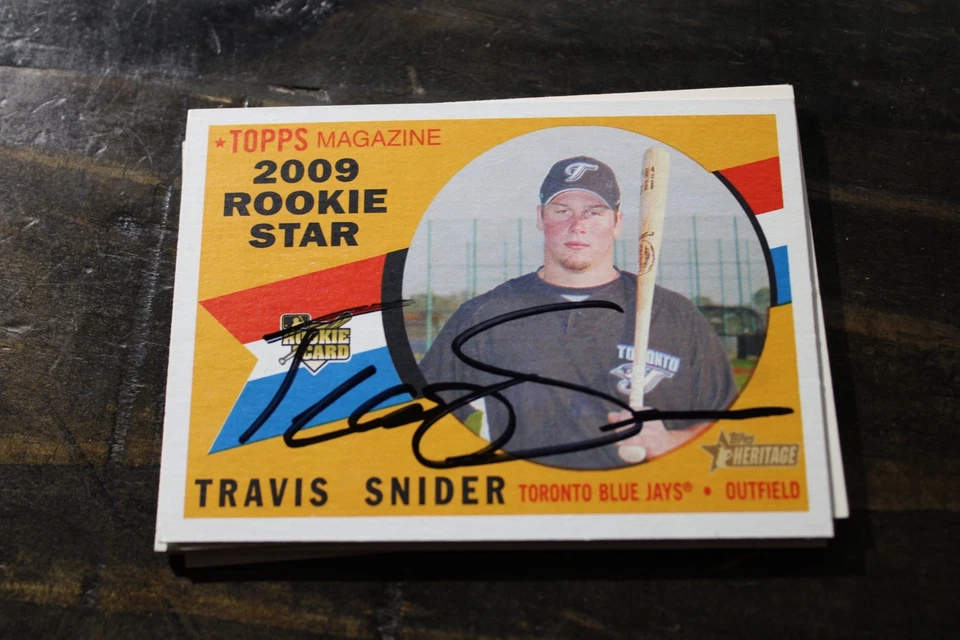 ★TOPPS MAGAZINE
2009
ROOKIE
STAR
ROOKIE
CARD
TORONTO
Topps
HERITAGE
TRAVIS SNIDER TORONTO BLUE JAYS® • OUTFIELD